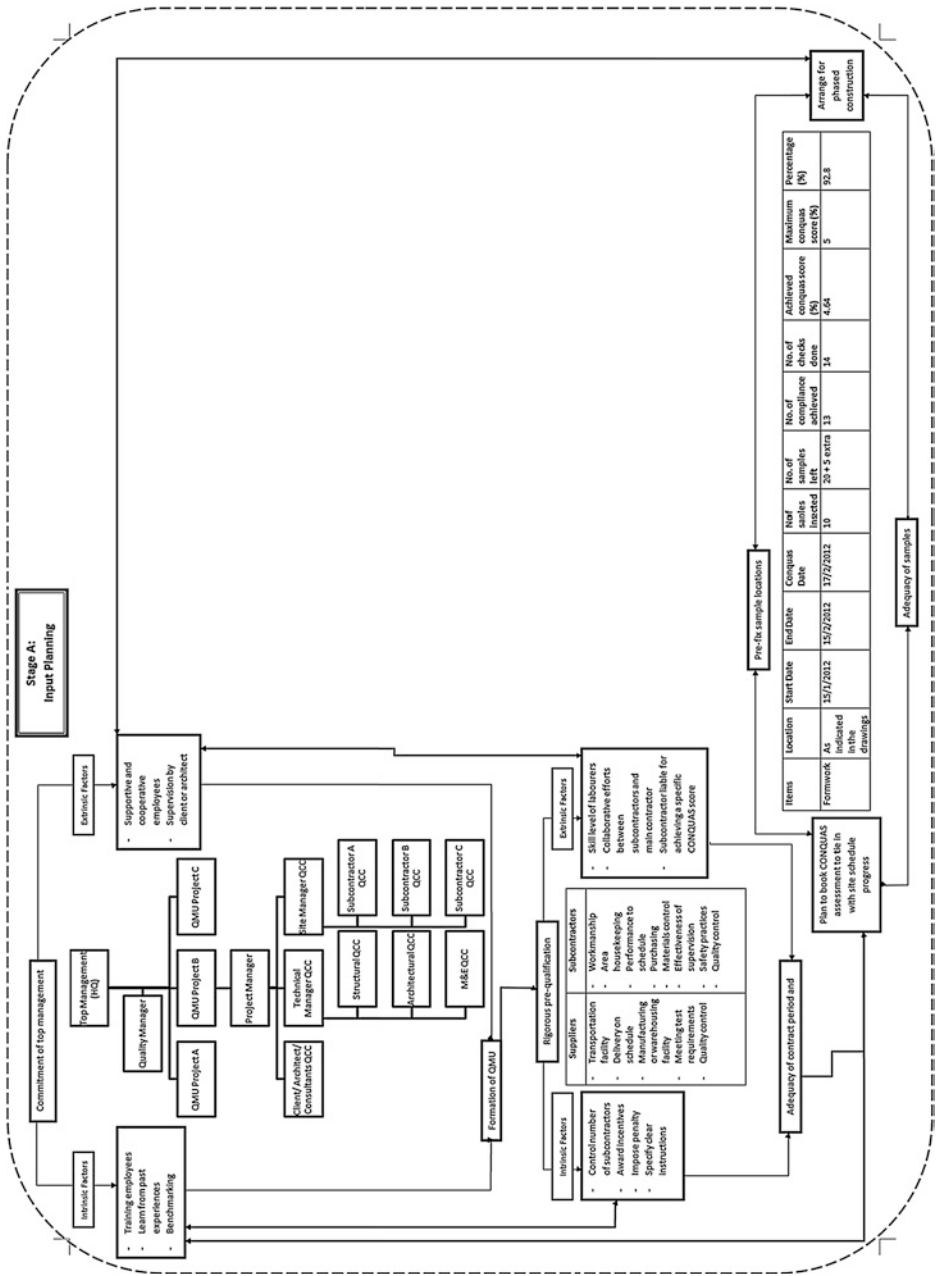 Stage A:
Input Planning
Commitment of top management
Intrinsic Factors
Extrinsic Factors
- Training employees
- Learn from past
experiences
- Benchmarking
Top Management
(HQ)
Quality Manager
QMU Project A
QMU Project B
QMU Project C
Project Manager
Client/ Architect/
Consultants QCC
Technical
Manager QCC
Site Manager QCC
Structural QCC
Subcontractor A
QCC
Architectural QCC
Subcontractor B
QCC
M&E QCC
Subcontractor C
QCC
- Supportive and
cooperative
employees
- Supervision by
client or architect
Formation of QMU
Rigorous pre-qualification
Intrinsic Factors
Extrinsic Factors
- Control number
of subcontractors
- Award incentives
- Impose penalty
- Specify clear
instructions
Suppliers
- Transportation
facility
- Delivery on
schedule
- Manufacturing
or warehousing
facility
- Meeting test
requirements
- Quality control
Subcontractors
- Workmanship
- Area
housekeeping
- Performance to
schedule
- Purchasing
- Materials control
- Effectiveness of
supervision
- Safety practices
- Quality control
- Skill level of labourers
- Collaborative efforts
between
subcontractors and
main contractor
- Subcontractor liable for
achieving a specific
CONQUAS score
Adequacy of contract period and
Plan to book CONQUAS
assessment to tie in
with site schedule
progress
Pre-fix sample locations
Items
Location
Start Date
End Date
Conquas
Date
No of
samles
insected
No. of
samples
left
No. of
compliance
achieved
No. of
checks
done
Achieved
conquas score
(%)
Maximum
conquas
score (%)
Percentage
(%)
Formwork
As
indicated
in the
drawings
15/1/2012
15/2/2012
17/2/2012
10
20 + 5 extra
13
14
4.64
5
92.8
Adequacy of samples
Arrange for
phased
construction